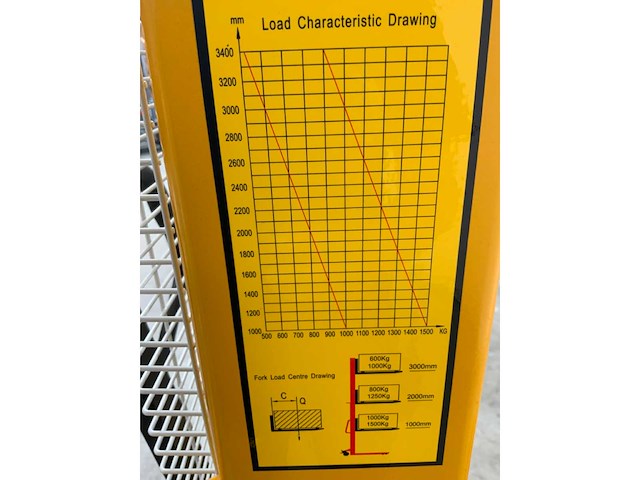 mm Load Characteristic Drawing
3400
3200
3000
2800
2600
2400
2200
2000
1800
1600
1400
1200
1000
500 600 700 800 900 1000 1100 1200 1300 1400 1500 KG
600Kg
1000Kg
3000mm
Fork Load Centre Drawing
C
Q
800Kg
1250Kg
2000mm
1000Kg
1500Kg
1000mm